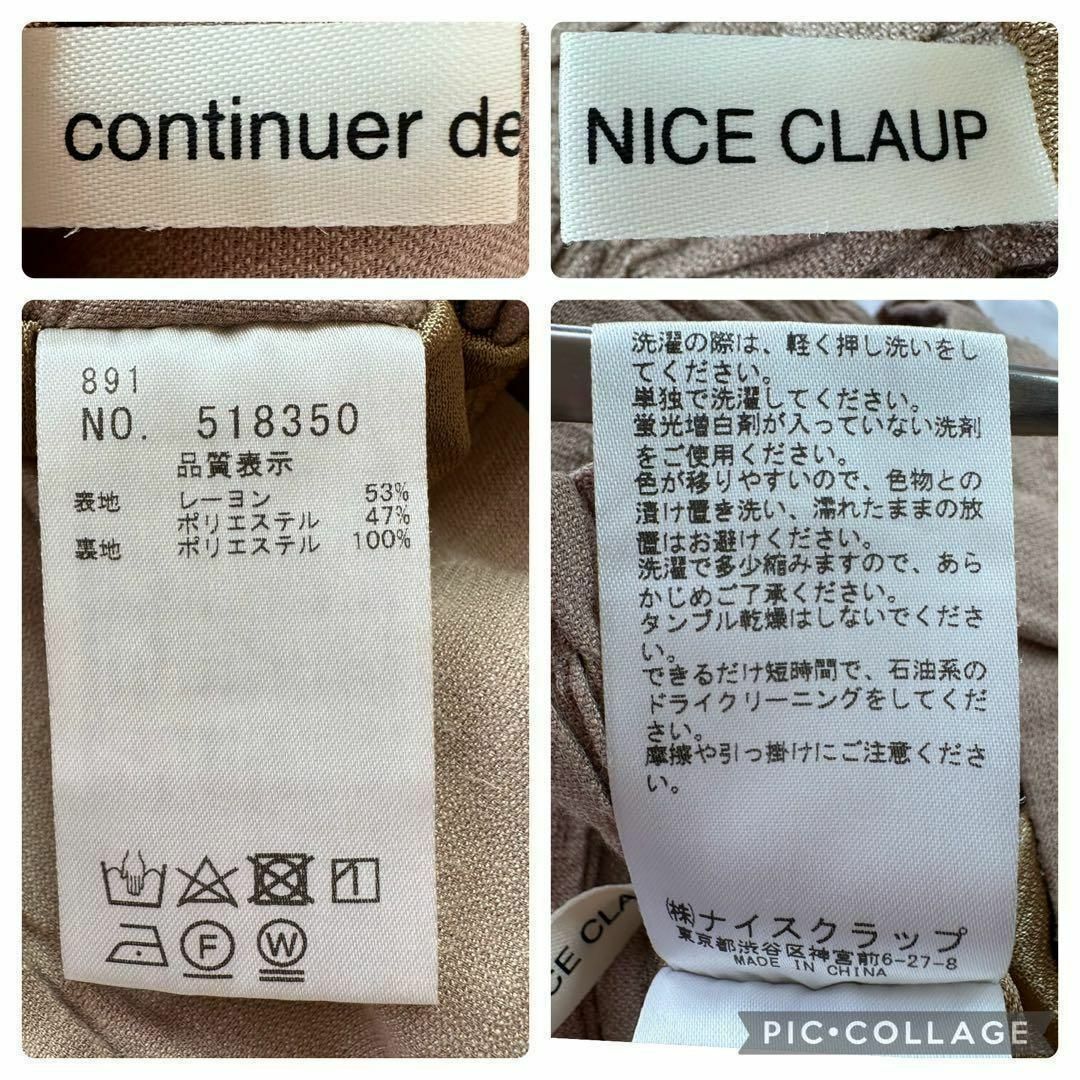 continuer de
NICE CLAUP
891
NO. 518350
品質表示
表地 レーヨン 53%
ポリエステル 47%
裏地 ポリエステル 100%
F W
洗濯の際は、軽く押し洗いをし
てください。
単独で洗濯してください。
蛍光増白剤が入っていない洗剤
をご使用ください。
色が移りやすいので、色物との
漬け置き洗い、濡れたままの放
置はお避けください。
洗濯で多少縮みますので、あら
かじめご了承ください。
タンブル乾燥はしないでくださ
い。
できるだけ短時間で、石油系の
ドライクリーニングをしてくだ
さい。
摩擦や引っ掛けにご注意くださ
い。
㈱ナイスクラップ
東京都渋谷区神宮前6-27-8
MADE IN CHINA
CE CLA
PIC•COLLAGE